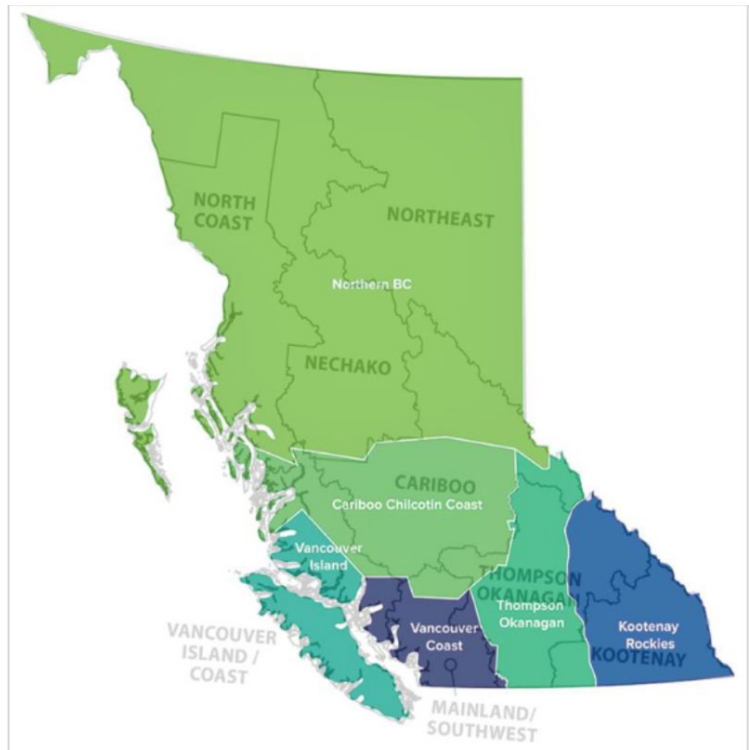 NORTH
COAST
NORTHEAST
Northern BC
NECHAKO
CARIBOO
Cariboo Chilcotin Coast
Vancouver
Island
THOMPSON
OKANAGAN
Thompson
Okanagan
Vancouver
Coast
Kootenay
Rockies
KOOTENAY
VANCOUVER
ISLAND /
COAST
MAINLAND/
SOUTHWEST